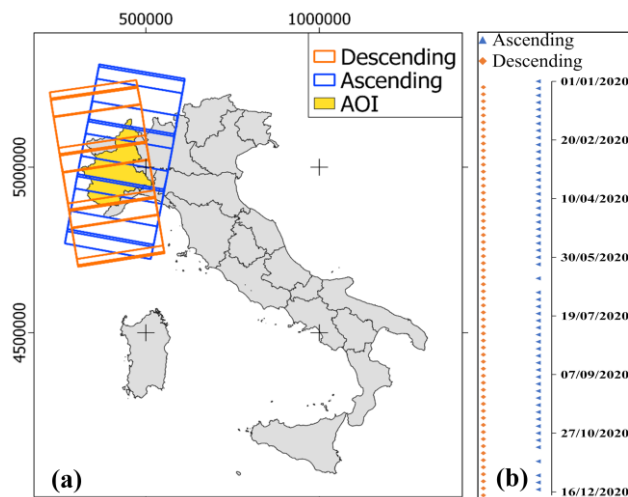 500000 1000000
Descending
Ascending
AOI
5000000
4500000
(a)
Ascending
Descending
01/01/2020
20/02/2020
10/04/2020
30/05/2020
19/07/2020
07/09/2020
27/10/2020
16/12/2020
(b)